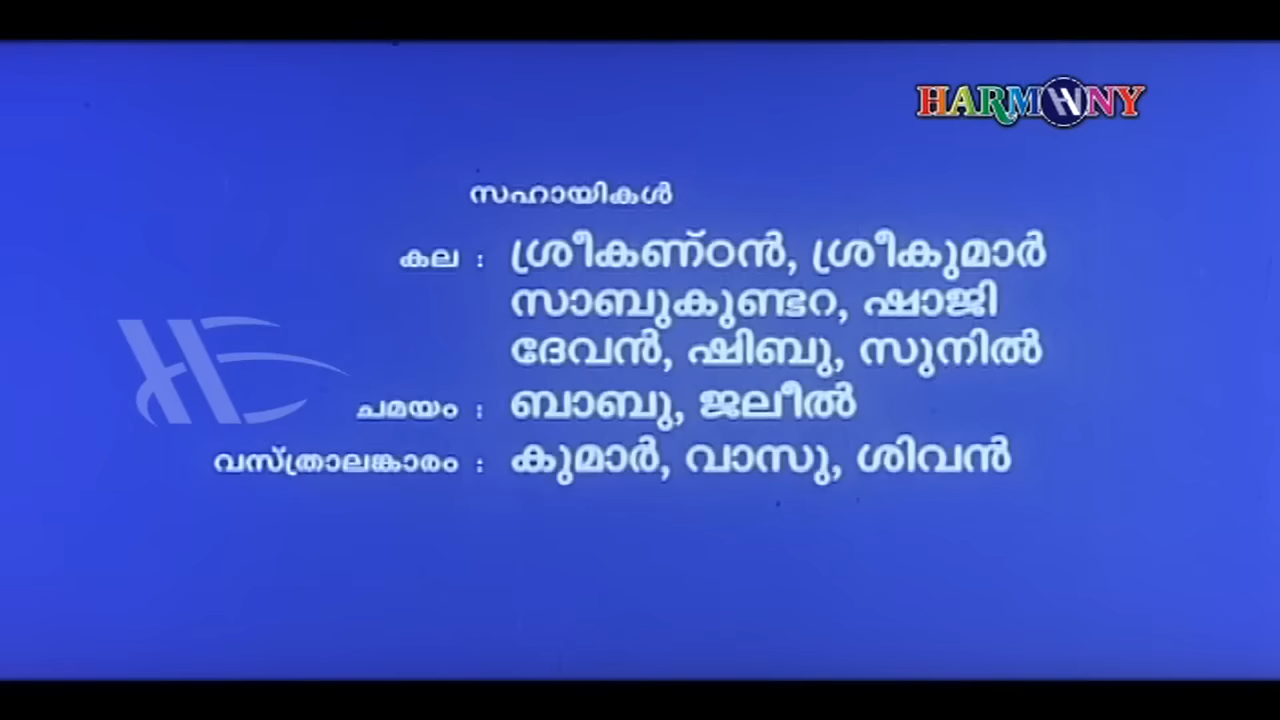 HARMONY
സഹായികൾ
കല : ശ്രീകണ്ഠൻ, ശ്രീകുമാർ
സാബുകുണ്ടറ, ഷാജി
ദേവൻ, ഷിബു, സുനിൽ
ചമയം : ബാബു, ജലീൽ
വസ്ത്രാലങ്കാരം : കുമാർ, വാസു, ശിവൻ